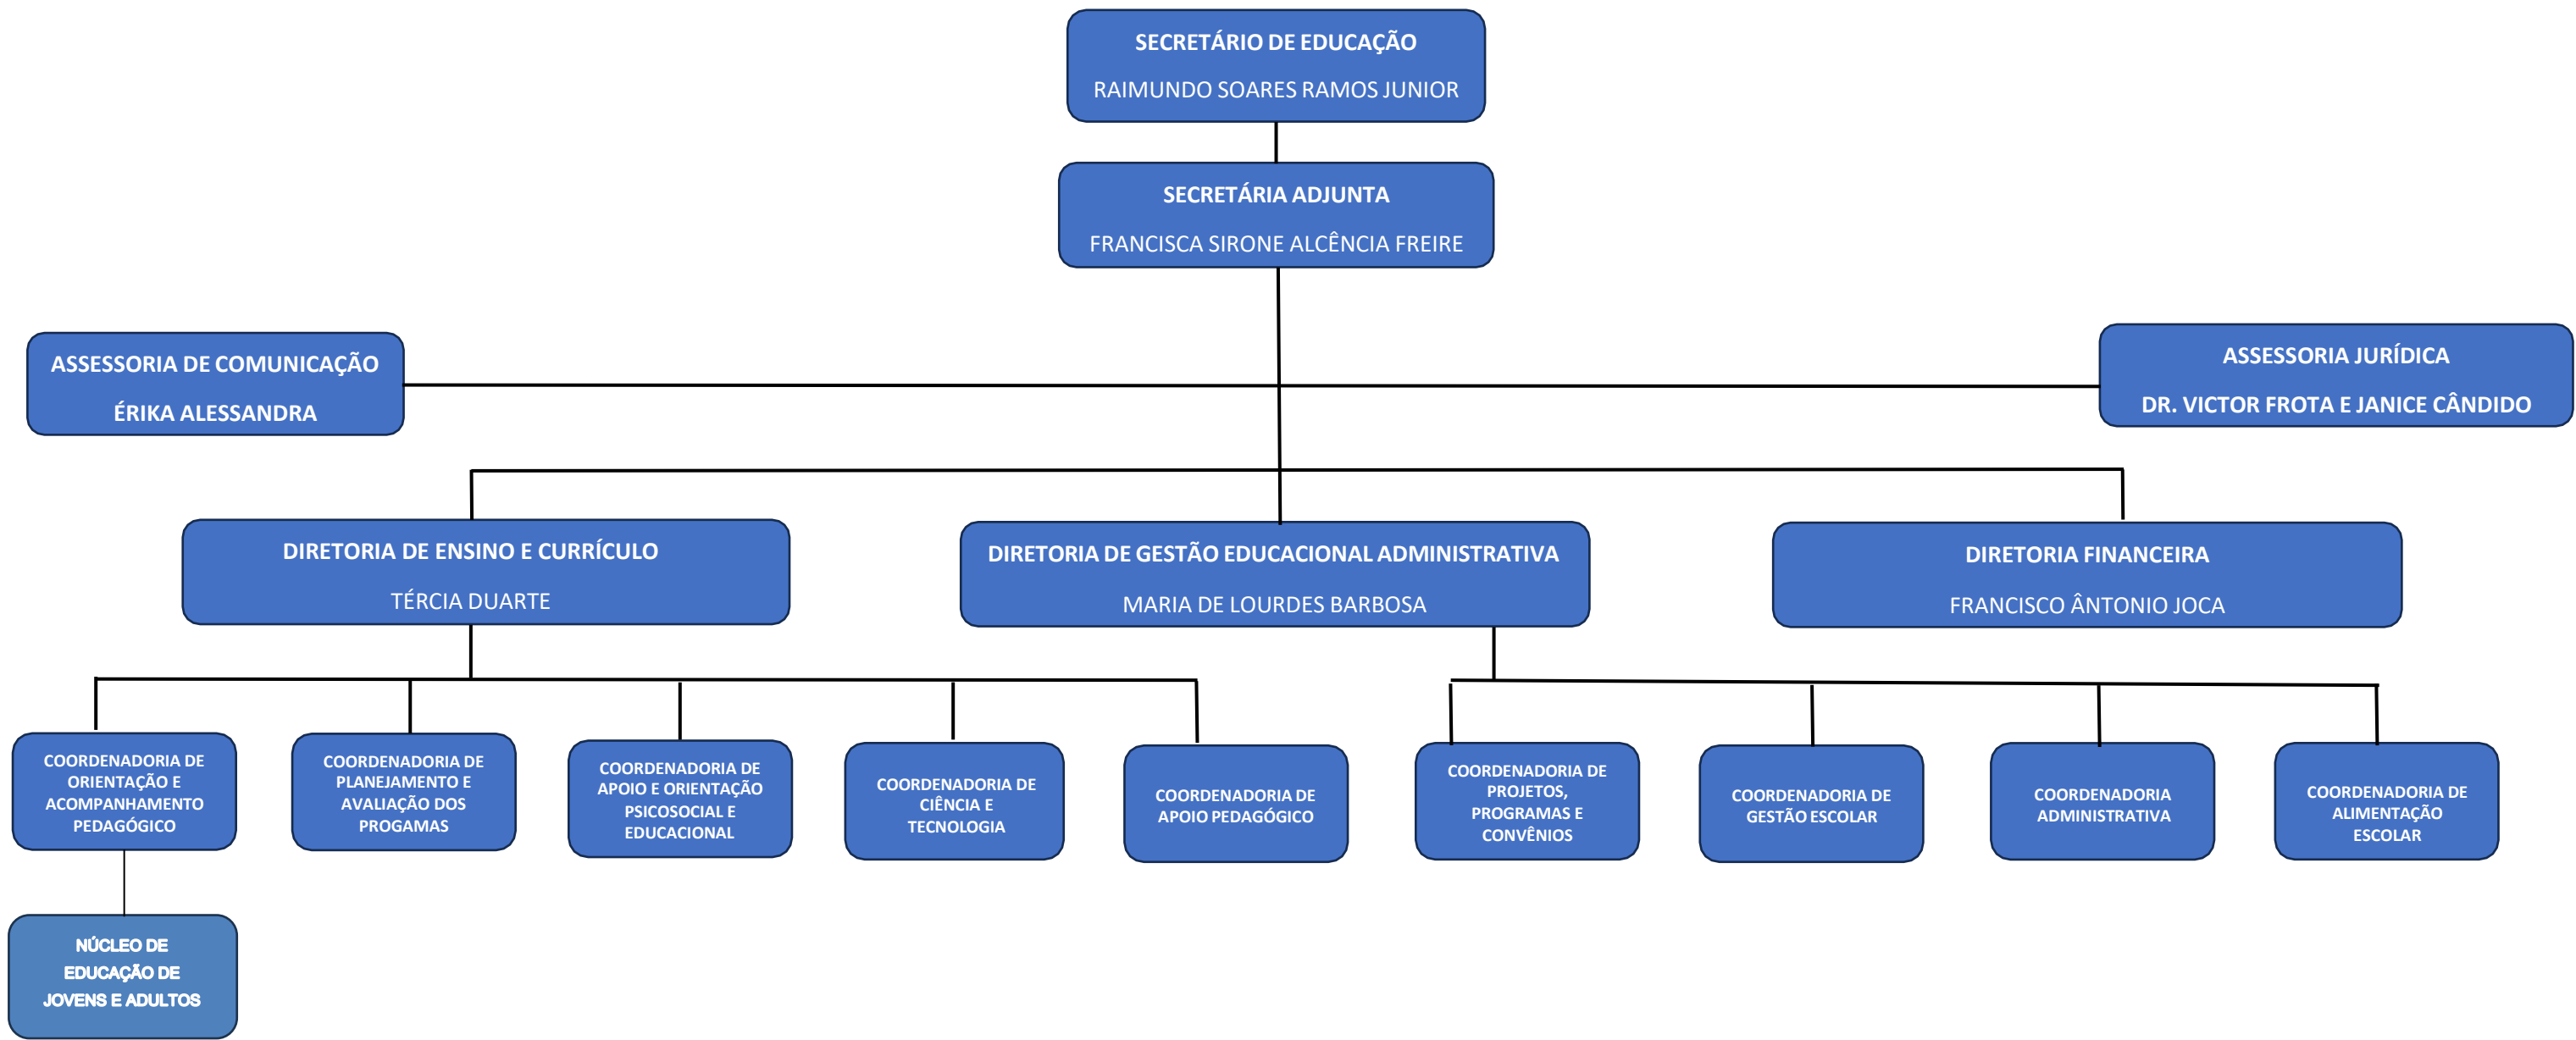 SECRETÁRIO DE EDUCAÇÃO
RAIMUNDO SOARES RAMOS JUNIOR
SECRETÁRIA ADJUNTA
FRANCISCA SIRONE ALCÊNCIA FREIRE
ASSESSORIA DE COMUNICAÇÃO
ÉRIKA ALESSANDRA
ASSESSORIA JURÍDICA
DR. VICTOR FROTA E JANICE CÂNDIDO
DIRETORIA DE ENSINO E CURRÍCULO
TÉRCIA DUARTE
DIRETORIA DE GESTÃO EDUCACIONAL ADMINISTRATIVA
MARIA DE LOURDES BARBOSA
DIRETORIA FINANCEIRA
FRANCISCO ÂNTONIO JOCA
COORDENADORIA DE
ORIENTAÇÃO E
ACOMPANHAMENTO
PEDAGÓGICO
COORDENADORIA DE
PLANEJAMENTO E
AVALIAÇÃO DOS
PROGAMAS
COORDENADORIA DE
APOIO E ORIENTAÇÃO
PSICOSOCIAL E
EDUCACIONAL
COORDENADORIA DE
CIÊNCIA E
TECNOLOGIA
COORDENADORIA DE
APOIO PEDAGÓGICO
COORDENADORIA DE
PROJETOS,
PROGRAMAS E
CONVÊNIOS
COORDENADORIA DE
GESTÃO ESCOLAR
COORDENADORIA
ADMINISTRATIVA
COORDENADORIA DE
ALIMENTAÇÃO
ESCOLAR
NÚCLEO DE
EDUCAÇÃO DE
JOVENS E ADULTOS